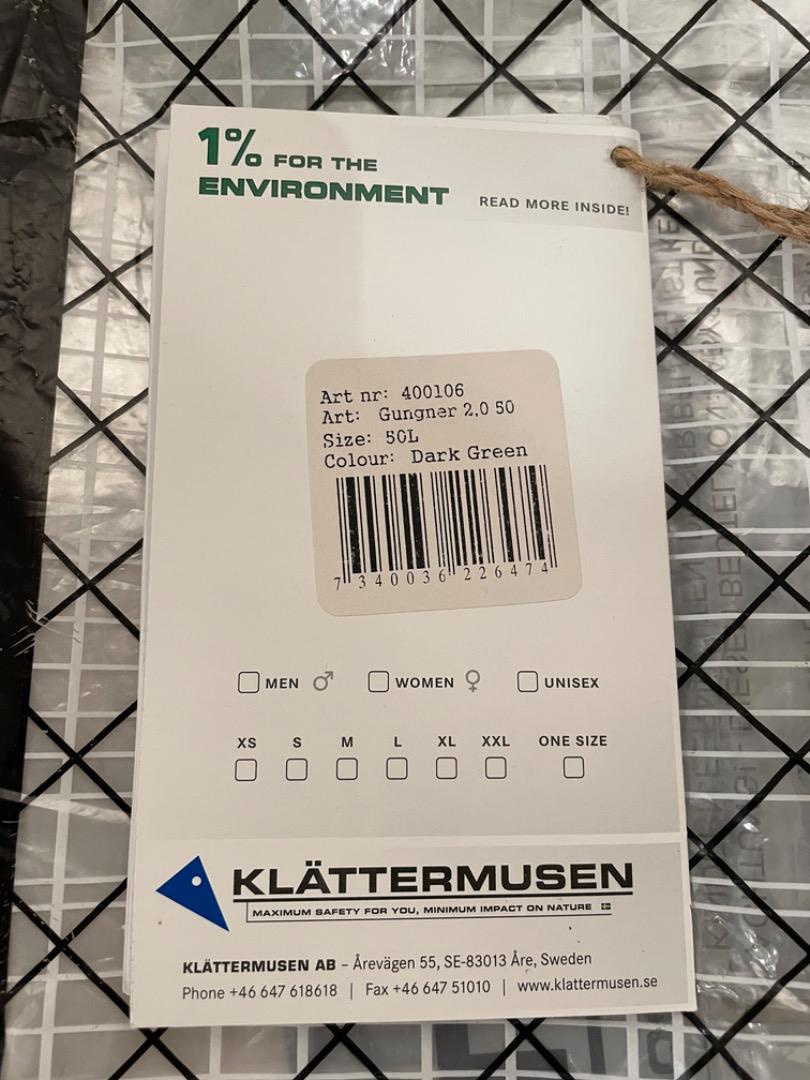 1% FOR THE
ENVIRONMENT
READ MORE INSIDE!
Art nr: 400106
Art: Gungner 2.0 50
Size: 50L
Colour: Dark Green
7 340036 226474
MEN ♂ WOMEN ♀ UNISEX
XS S M L XL XXL ONE SIZE
KLÄTTERMUSEN
MAXIMUM SAFETY FOR YOU, MINIMUM IMPACT ON NATURE
KLÄTTERMUSEN AB – Årevägen 55, SE-83013 Åre, Sweden
Phone +46 647 618618 | Fax +46 647 51010 | www.klattermusen.se